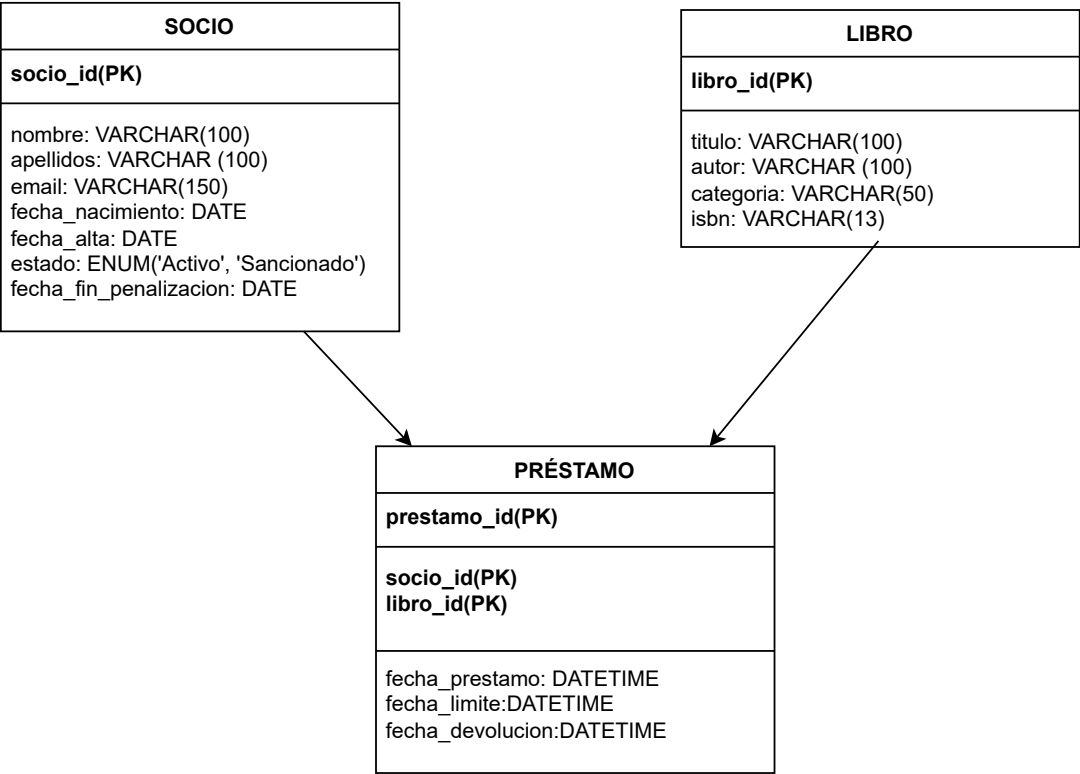 SOCIO
socio_id(PK)
nombre: VARCHAR(100)
apellidos: VARCHAR (100)
email: VARCHAR(150)
fecha_nacimiento: DATE
fecha_alta: DATE
estado: ENUM('Activo', 'Sancionado')
fecha_fin_penalizacion: DATE
LIBRO
libro_id(PK)
titulo: VARCHAR(100)
autor: VARCHAR (100)
categoria: VARCHAR(50)
isbn: VARCHAR(13)
PRÉSTAMO
prestamo_id(PK)
socio_id(PK)
libro_id(PK)
fecha_prestamo: DATETIME
fecha_limite:DATETIME
fecha_devolucion:DATETIME